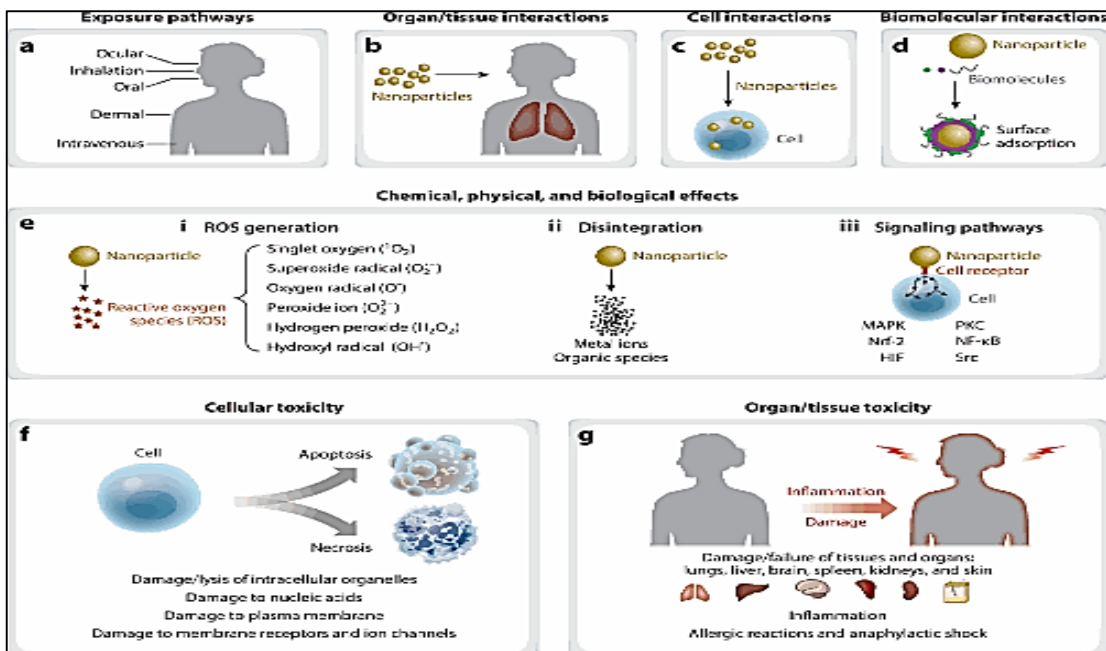 Exposure pathways
a
Ocular
Inhalation
Oral
Dermal
Intravenous
Organ/tissue interactions
b
Nanoparticles
Cell interactions
c
Nanoparticles
Cell
Biomolecular interactions
d
Nanoparticle
Biomolecules
Surface
adsorption
Chemical, physical, and biological effects
e
i ROS generation
Nanoparticle
Reactive oxygen
species (ROS)
Singlet oxygen (¹O₂)
Superoxide radical (O₂•⁻)
Oxygen radical (O•)
Peroxide ion (O₂²⁻)
Hydrogen peroxide (H₂O₂)
Hydroxyl radical (OH•)
ii Disintegration
Nanoparticle
Metal ions
Organic species
iii Signaling pathways
Nanoparticle
Cell receptor
Cell
MAPK PKC
Nrf-2 NF-κB
HIF Src
Cellular toxicity
f
Cell
Apoptosis
Necrosis
Damage/lysis of intracellular organelles
Damage to nucleic acids
Damage to plasma membrane
Damage to membrane receptors and ion channels
Organ/tissue toxicity
g
Inflammation
Damage
Damage/failure of tissues and organs:
lungs, liver, brain, spleen, kidneys, and skin
Inflammation
Allergic reactions and anaphylactic shock